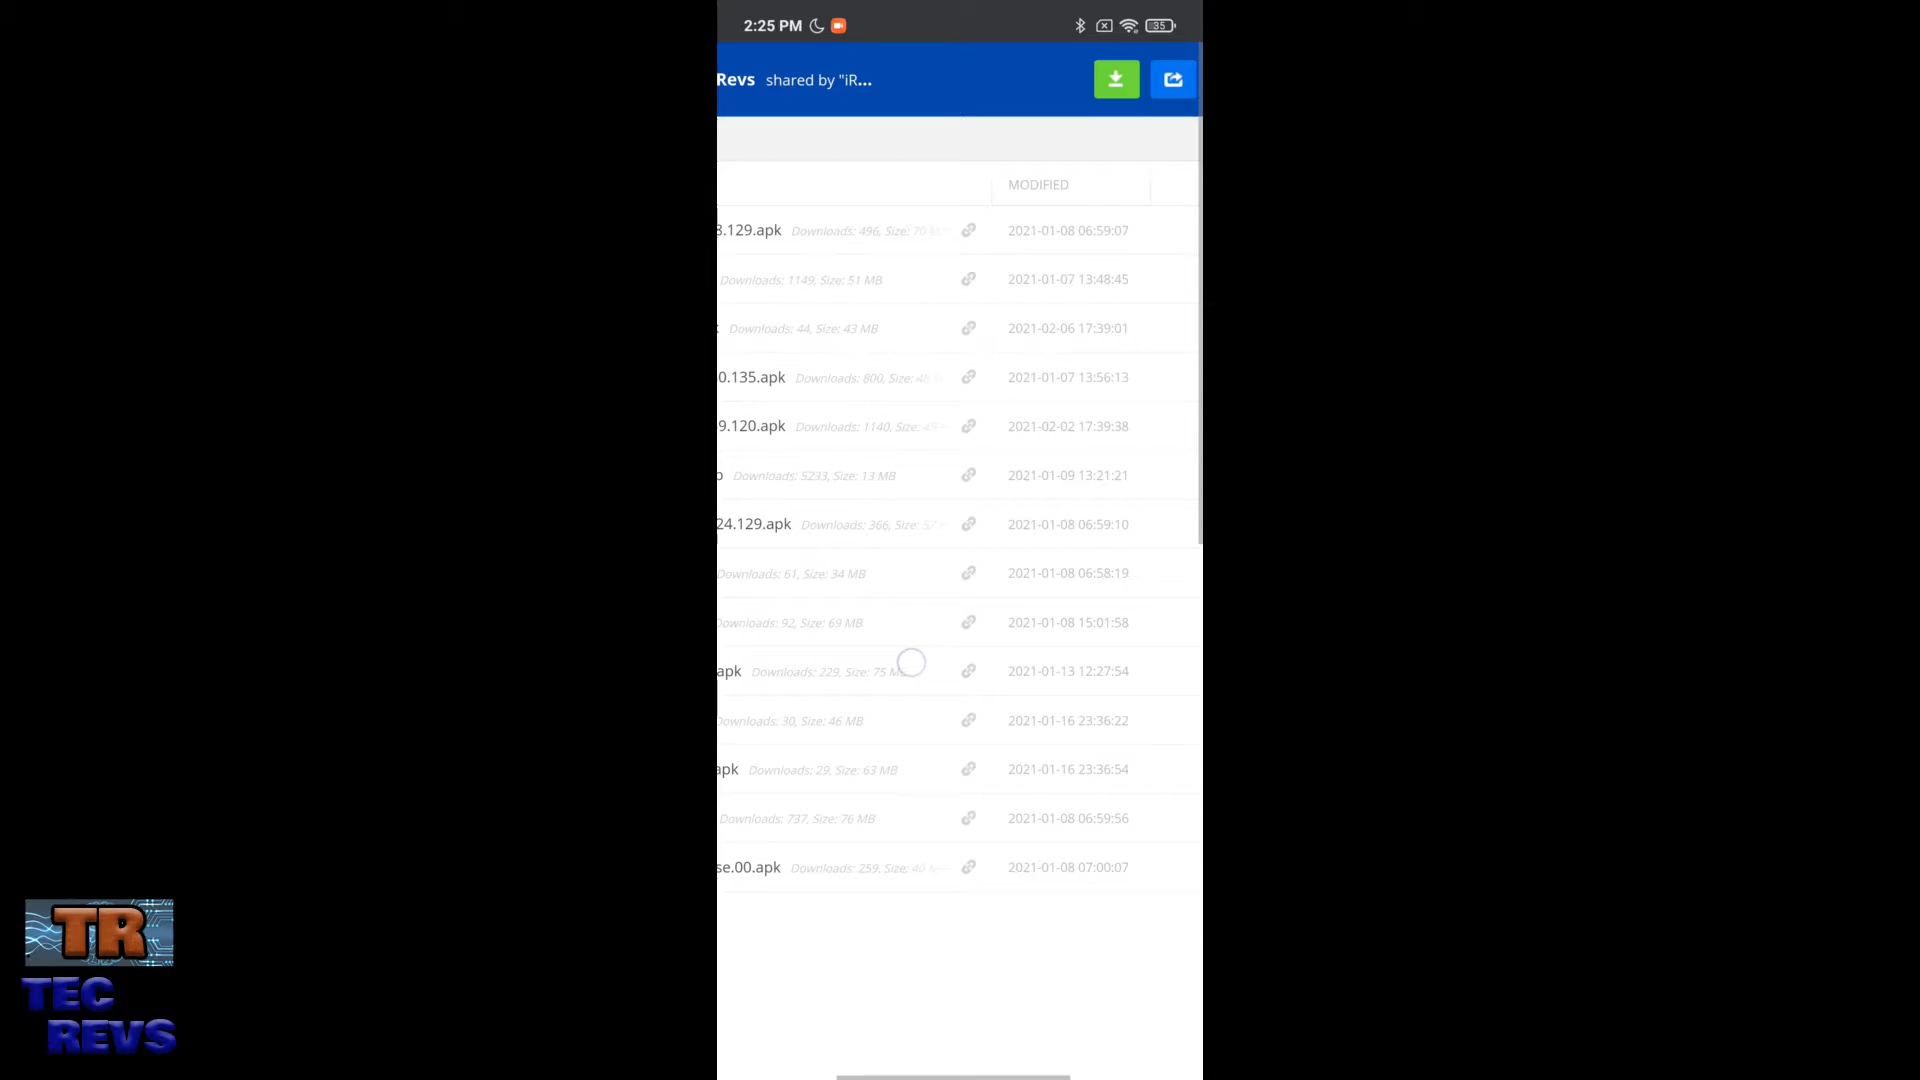 2:25 PM 35
Revs shared by "iR...
MODIFIED
8.129.apk Downloads: 496, Size: 70 2021-01-08 06:59:07
Downloads: 1149, Size: 51 MB 2021-01-07 13:48:45
Downloads: 44, Size: 43 MB 2021-02-06 17:39:01
0.135.apk Downloads: 800, Size: 48 2021-01-07 13:56:13
9.120.apk Downloads: 1140, Size: 49 2021-02-02 17:39:38
Downloads: 5233, Size: 13 MB 2021-01-09 13:21:21
24.129.apk Downloads: 366, Size: 57 2021-01-08 06:59:10
Downloads: 61, Size: 34 MB 2021-01-08 06:58:19
Downloads: 92, Size: 69 MB 2021-01-08 15:01:58
apk Downloads: 229, Size: 75 MB 2021-01-13 12:27:54
Downloads: 30, Size: 46 MB 2021-01-16 23:36:22
apk Downloads: 29, Size: 63 MB 2021-01-16 23:36:54
Downloads: 737, Size: 76 MB 2021-01-08 06:59:56
se.00.apk Downloads: 259, Size: 40 2021-01-08 07:00:07
TR
TEC
REVS